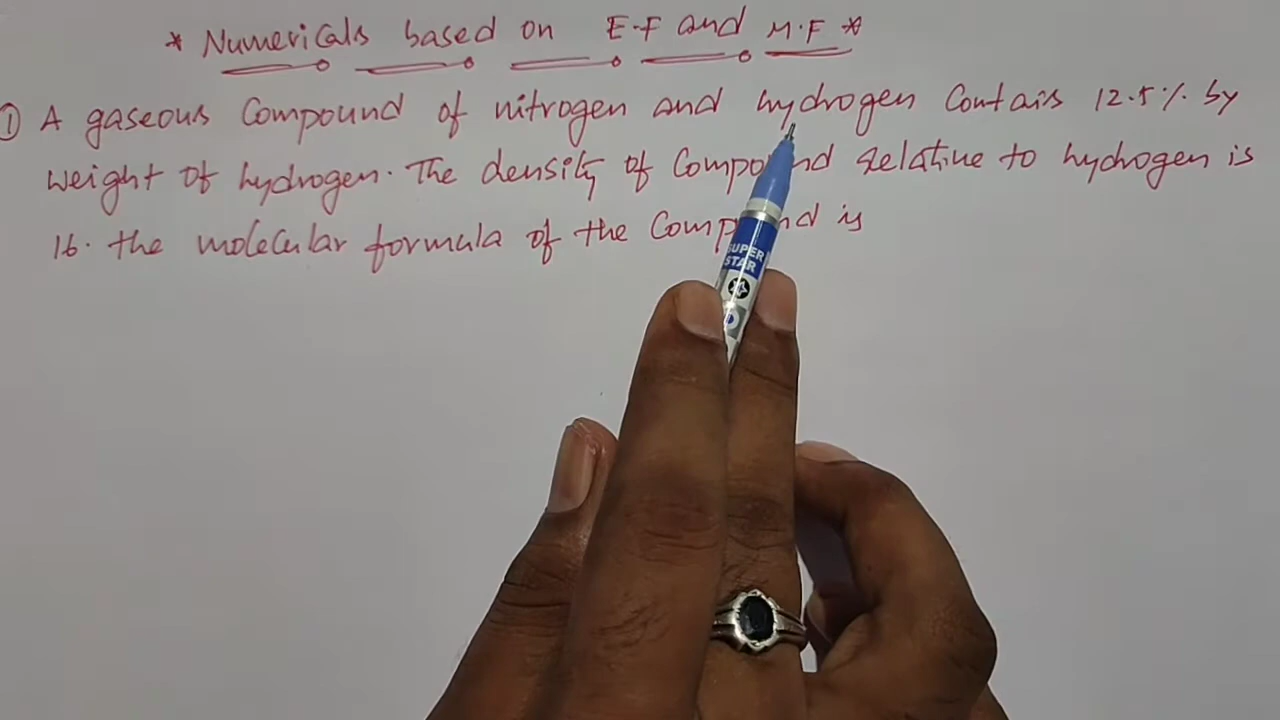 * Numericals based on E.F and M.F *
① A gaseous Compound of nitrogen and hydrogen Contais 12.5% by
weight of hydrogen. The density of Compound relative to hydrogen is
16. the molecular formula of the Compound is
SUPER
STAR